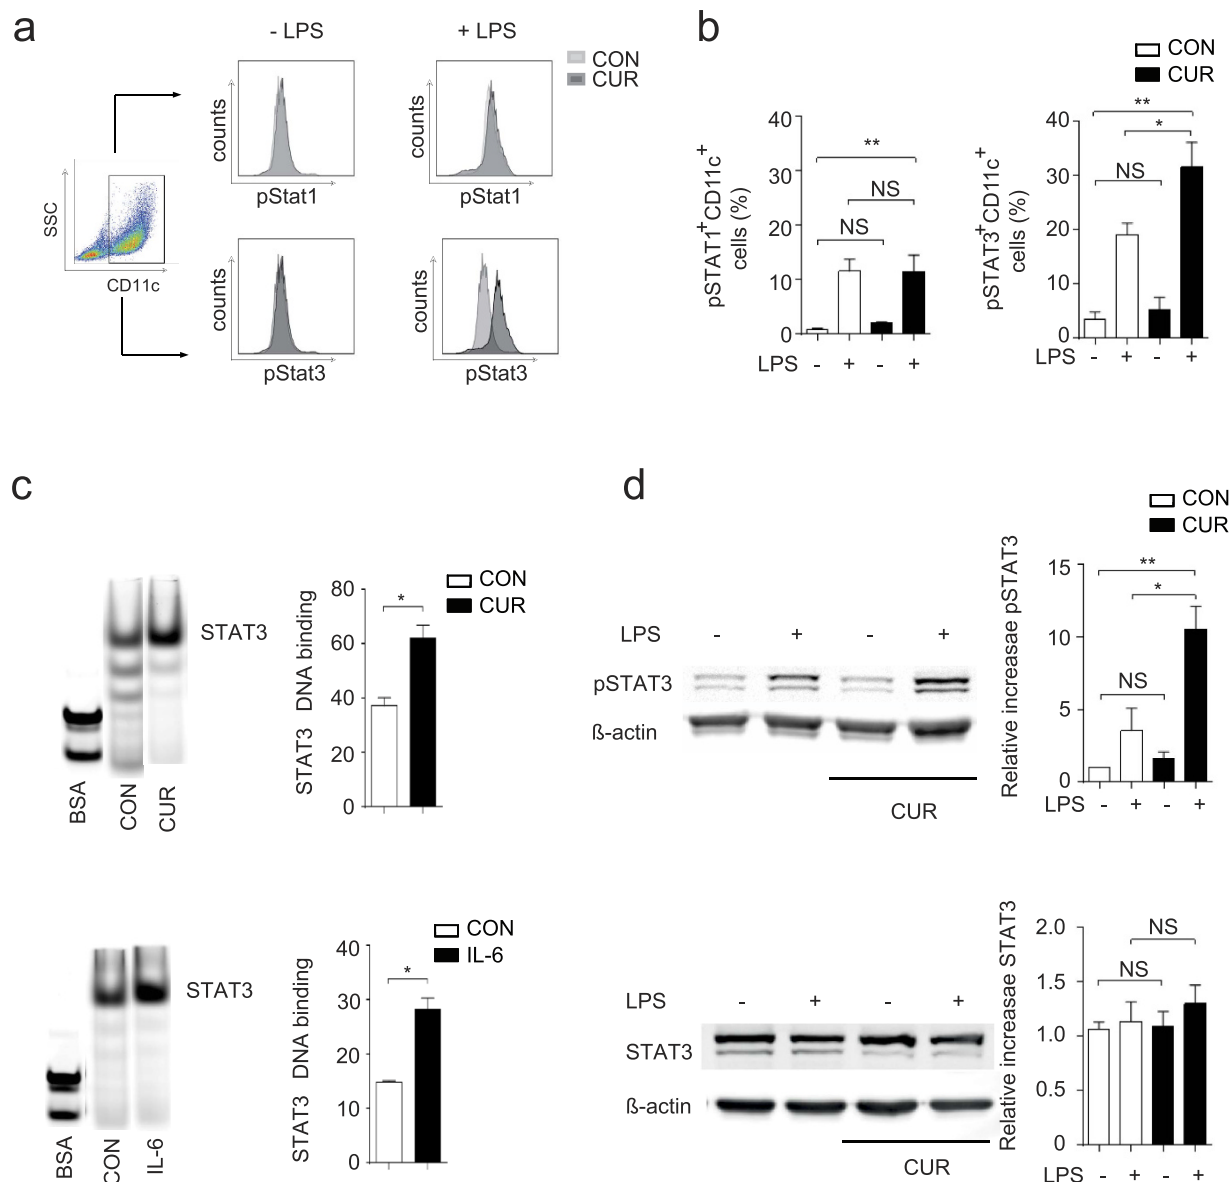 a
- LPS
+ LPS
CON
CUR
counts
counts
pStat1
pStat1
SSC
CD11c
counts
counts
pStat3
pStat3
b
CON
CUR
pSTAT1+CD11c+
cells (%)
40
30
20
10
0
**
NS
NS
LPS - + - +
pSTAT3+CD11c+
cells (%)
40
30
20
10
0
**
*
NS
LPS - + - +
c
STAT3
BSA
CON
CUR
STAT3 DNA binding
80
60
40
20
0
*
CON
CUR
STAT3
BSA
CON
IL-6
STAT3 DNA binding
40
30
20
10
0
*
CON
IL-6
d
CON
CUR
LPS - + - +
pSTAT3
ß-actin
CUR
Relative increasae pSTAT3
15
10
5
0
**
*
NS
LPS - + - +
LPS - + - +
STAT3
ß-actin
CUR
Relative increasae STAT3
2.0
1.5
1.0
0.5
0
NS
NS
LPS - + - +